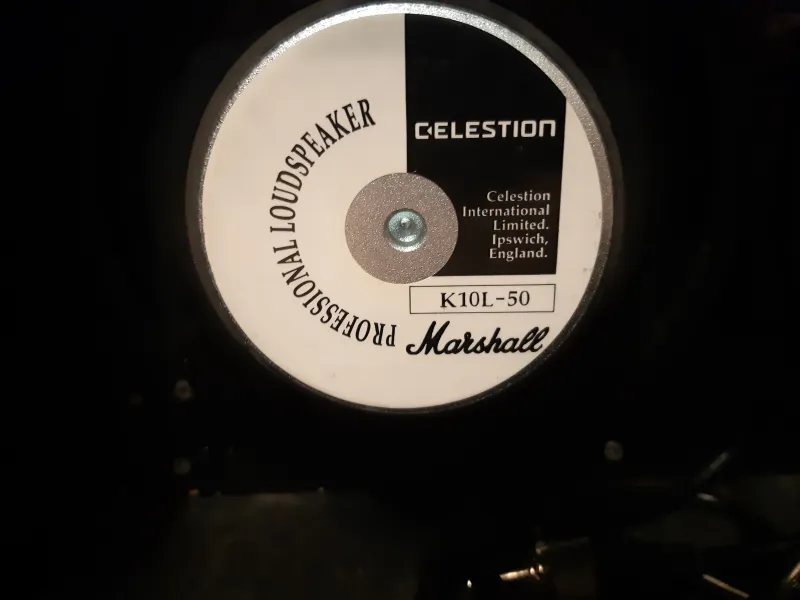 PROFESSIONAL LOUDSPEAKER
CELESTION
Celestion
International
Limited.
Ipswich,
England.
K10L-50
Marshall